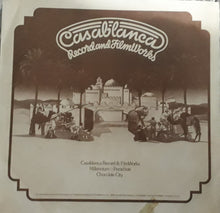 Casablanca
Record and FilmWorks
Casablanca Record & FilmWorks
Millennium | Parachute
Chocolate City